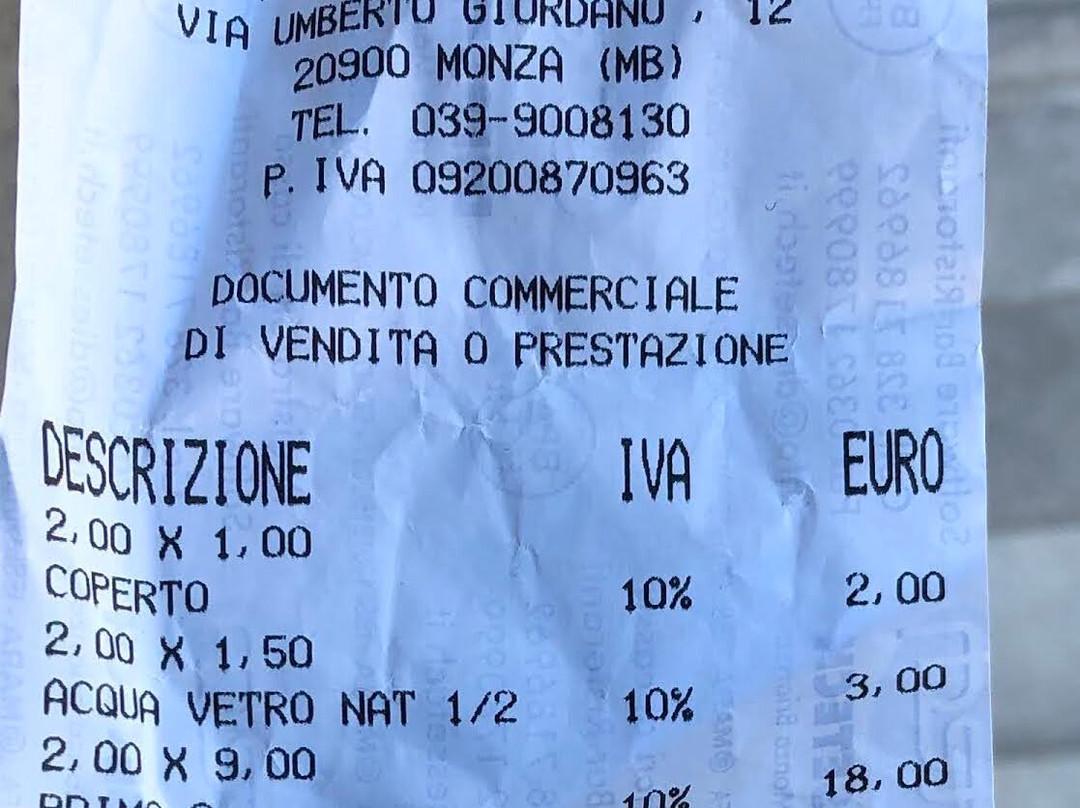 VIA UMBERTO GIORDANO , 12
20900 MONZA (MB)
TEL. 039-9008130
P. IVA 09200870963
DOCUMENTO COMMERCIALE
DI VENDITA O PRESTAZIONE
DESCRIZIONE IVA EURO
2,00 X 1,00
COPERTO 10% 2,00
2,00 X 1,50
ACQUA VETRO NAT 1/2 10% 3,00
2,00 X 9,00
10% 18,00